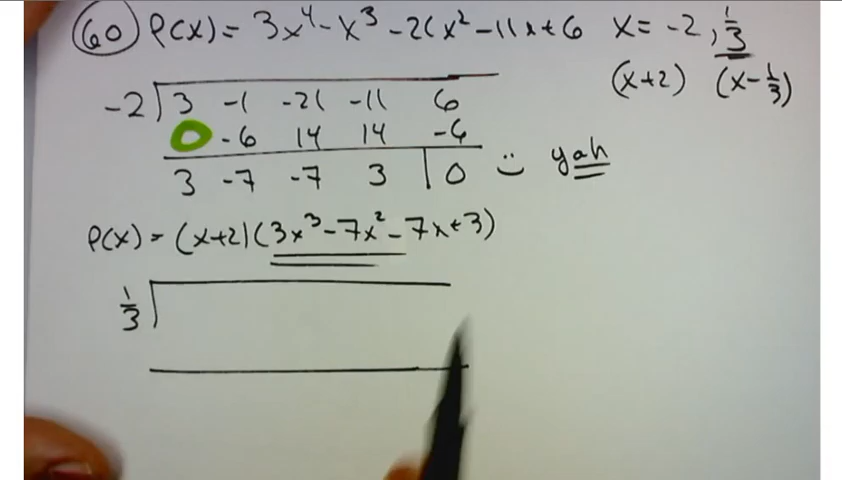 60 P(x) = 3x⁴ - x³ - 21x² - 11x + 6 x = -2, 1/3
(x+2) (x - 1/3)
-2 3 -1 -21 -11 6
0 -6 14 14 -6
3 -7 -7 3 0 yah
P(x) = (x+2)(3x³ - 7x² - 7x + 3)
1/3